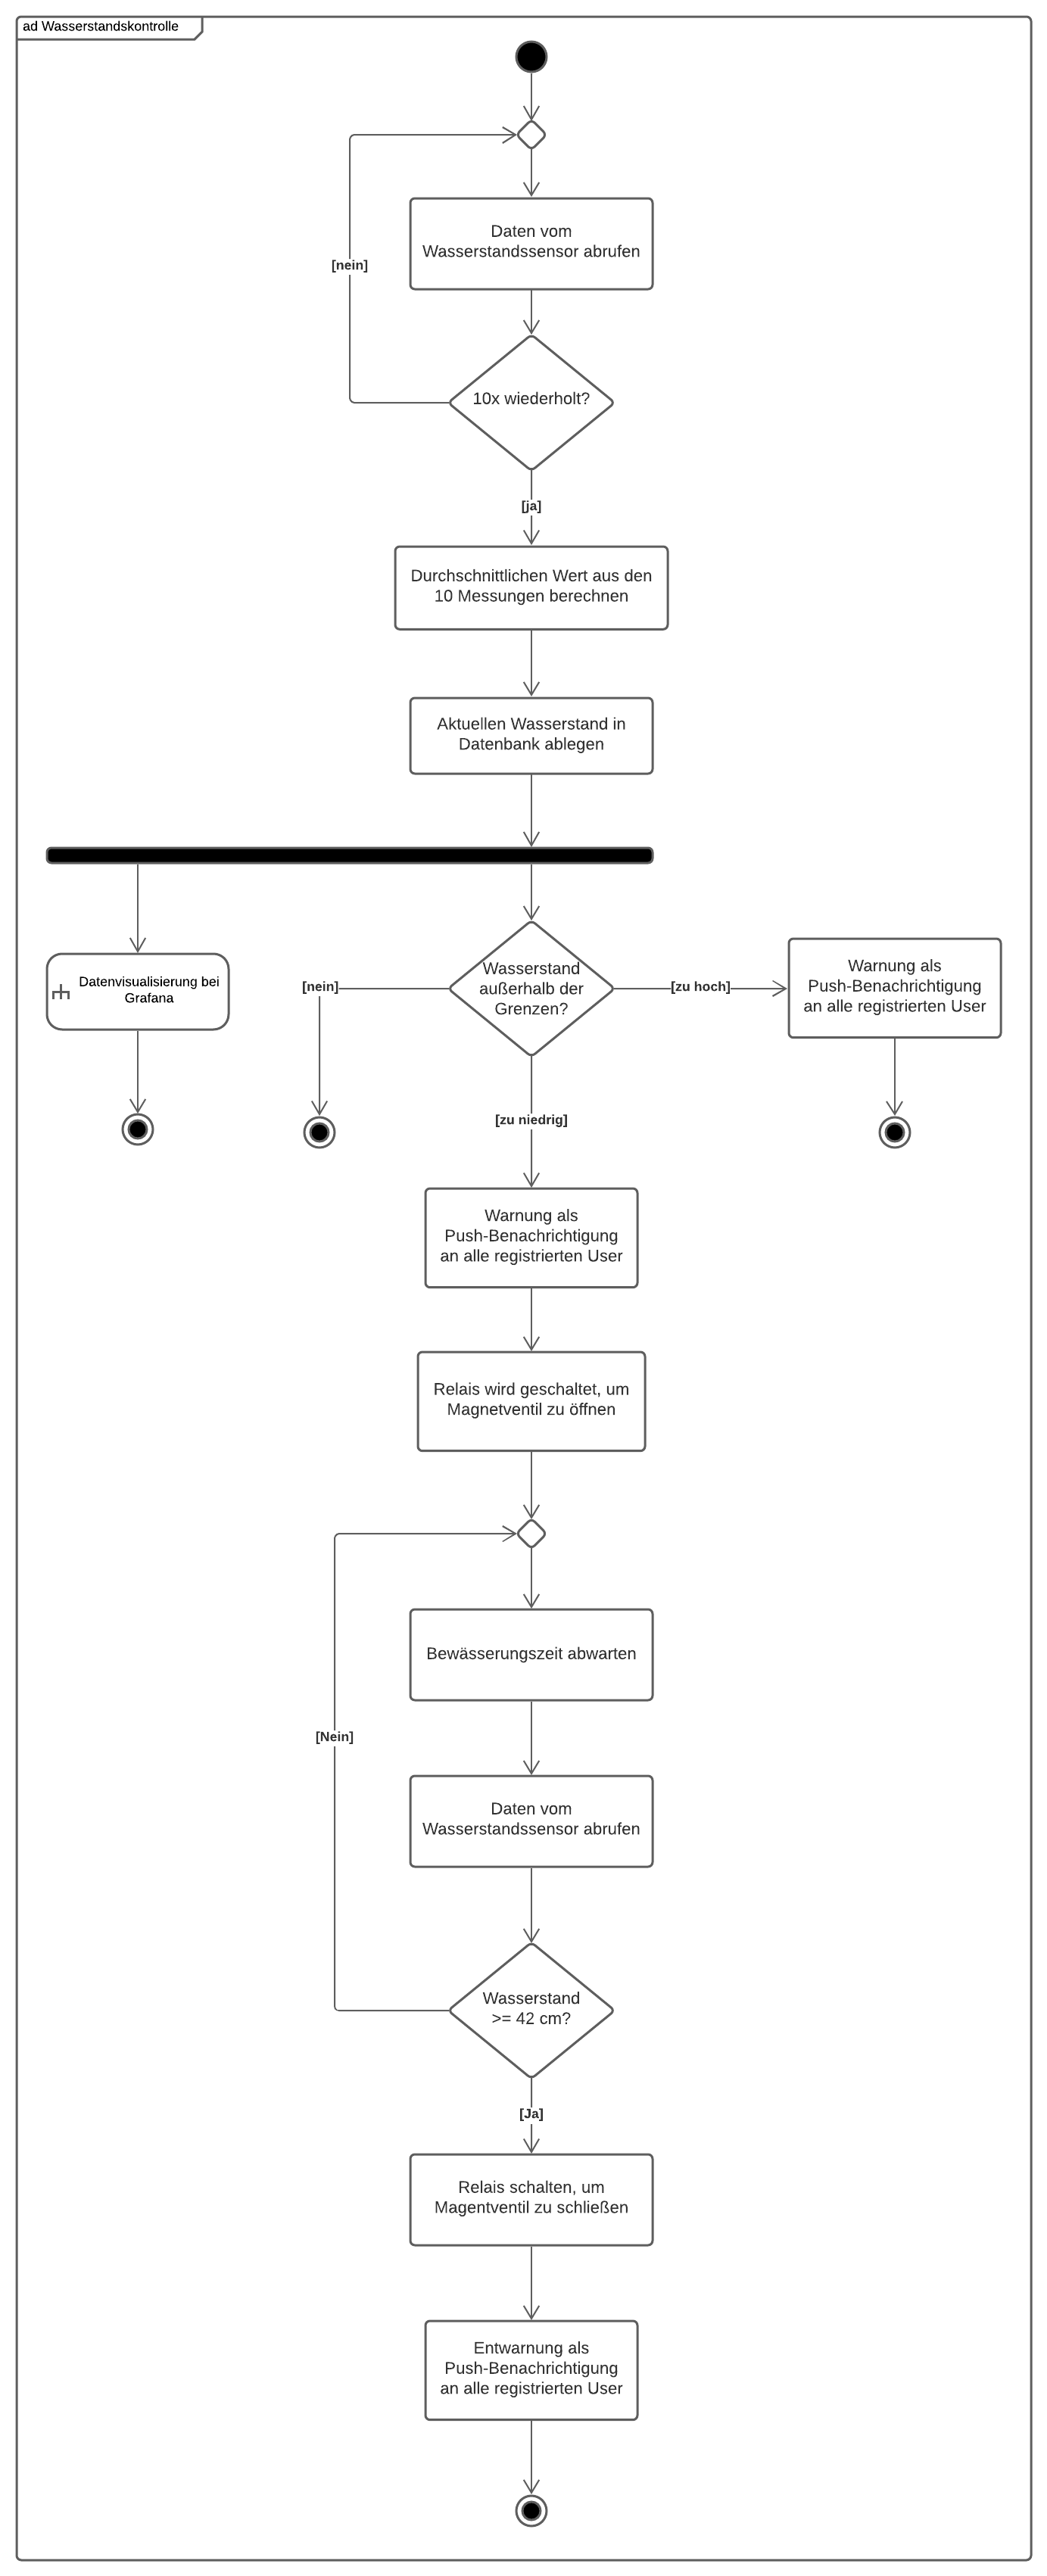 ad Wasserstandskontrolle
Daten vom
Wasserstandssensor abrufen
[nein]
10x wiederholt?
[ja]
Durchschnittlichen Wert aus den
10 Messungen berechnen
Aktuellen Wasserstand in
Datenbank ablegen
Datenvisualisierung bei
Grafana
[nein]
Wasserstand
außerhalb der
Grenzen?
[zu hoch]
Warnung als
Push-Benachrichtigung
an alle registrierten User
[zu niedrig]
Warnung als
Push-Benachrichtigung
an alle registrierten User
Relais wird geschaltet, um
Magnetventil zu öffnen
Bewässerungszeit abwarten
[Nein]
Daten vom
Wasserstandssensor abrufen
Wasserstand
>= 42 cm?
[Ja]
Relais schalten, um
Magentventil zu schließen
Entwarnung als
Push-Benachrichtigung
an alle registrierten User